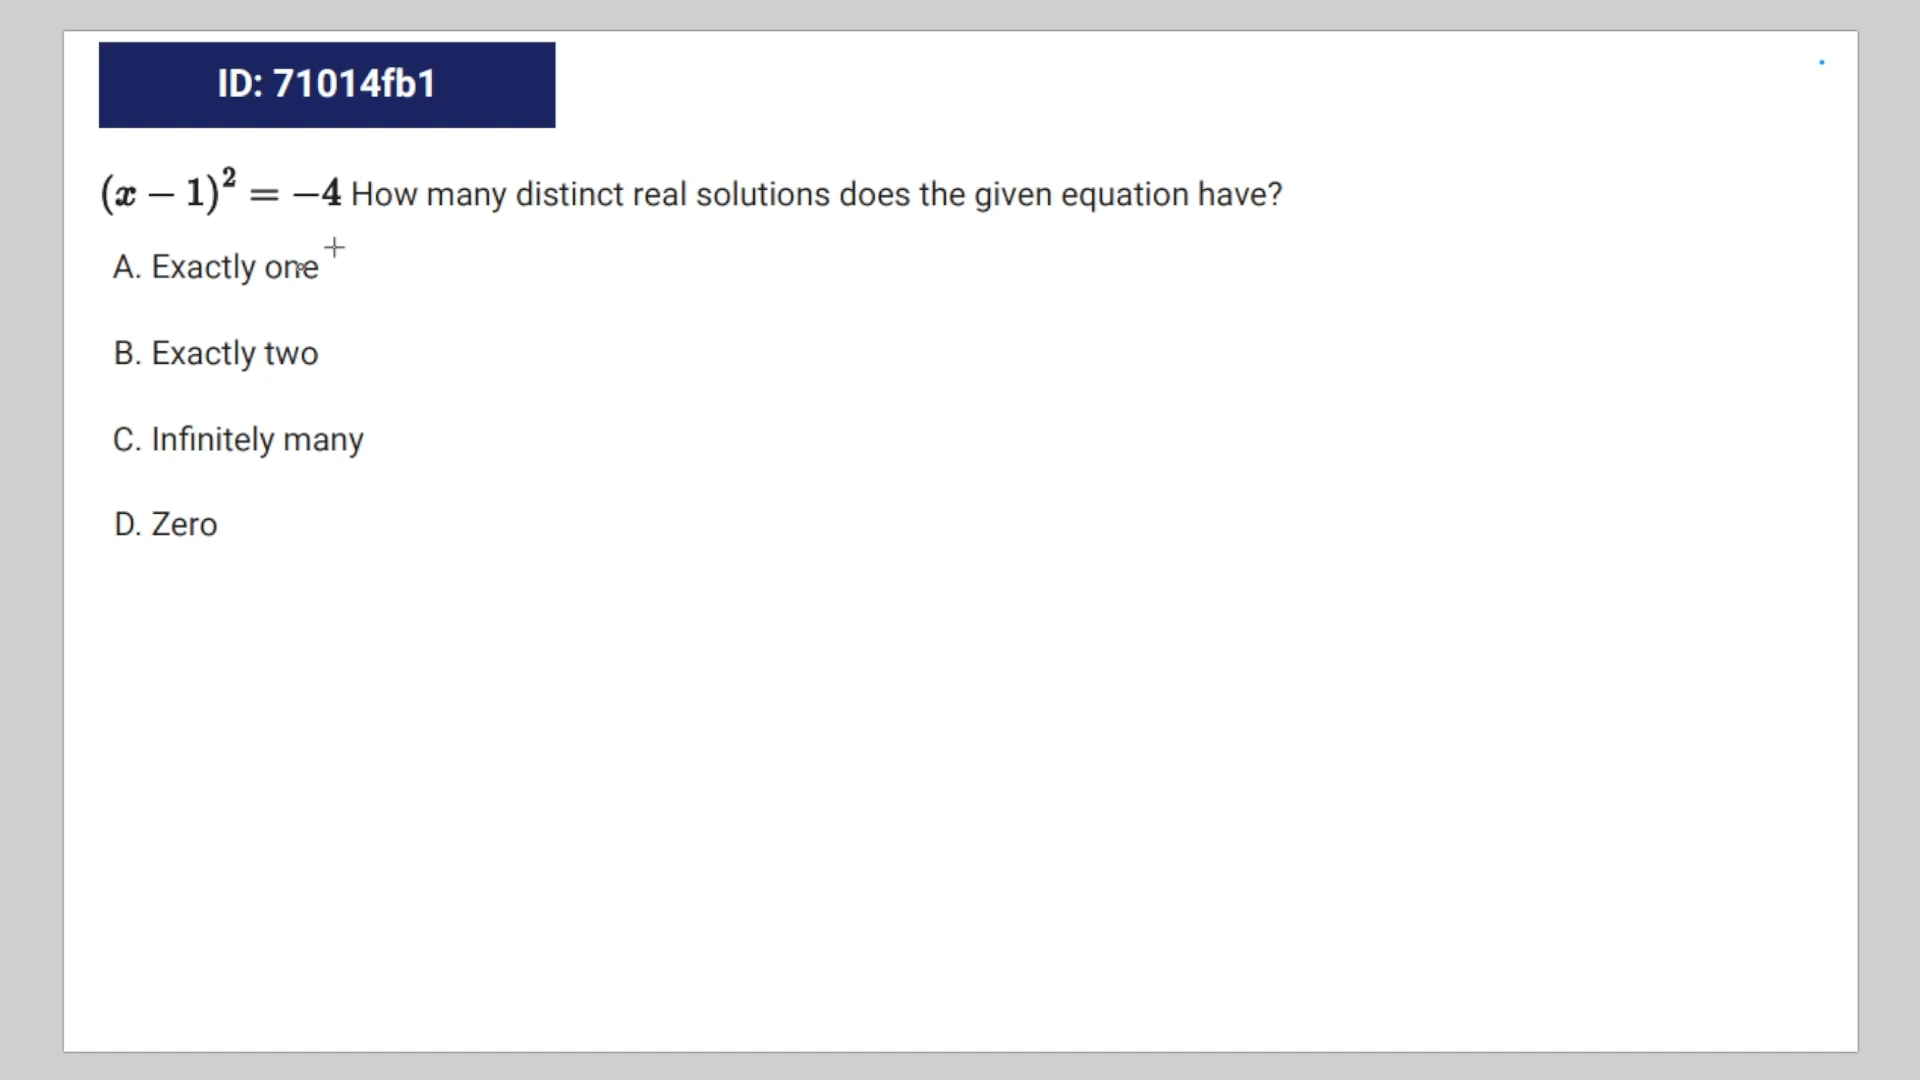 ID: 71014fb1
(x – 1)² = –4 How many distinct real solutions does the given equation have?
A. Exactly one
B. Exactly two
C. Infinitely many
D. Zero